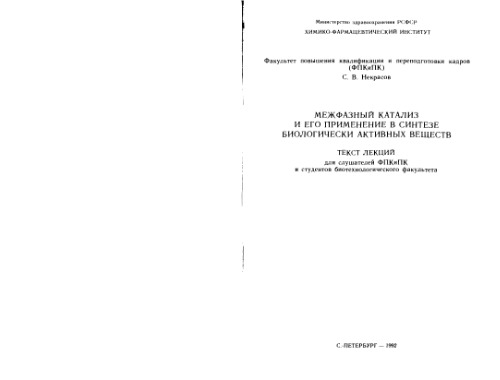 Министерство здравоохранения РСФСР
ХИМИКО-ФАРМАЦЕВТИЧЕСКИЙ ИНСТИТУТ
Факультет повышения квалификации и переподготовки кадров
(ФПКиПК)
С. В. Некрасов
МЕЖФАЗНЫЙ КАТАЛИЗ
И ЕГО ПРИМЕНЕНИЕ В СИНТЕЗЕ
БИОЛОГИЧЕСКИ АКТИВНЫХ ВЕЩЕСТВ
ТЕКСТ ЛЕКЦИЙ
для слушателей ФПКиПК
и студентов биотехнологического факультета
С.-ПЕТЕРБУРГ — 1992